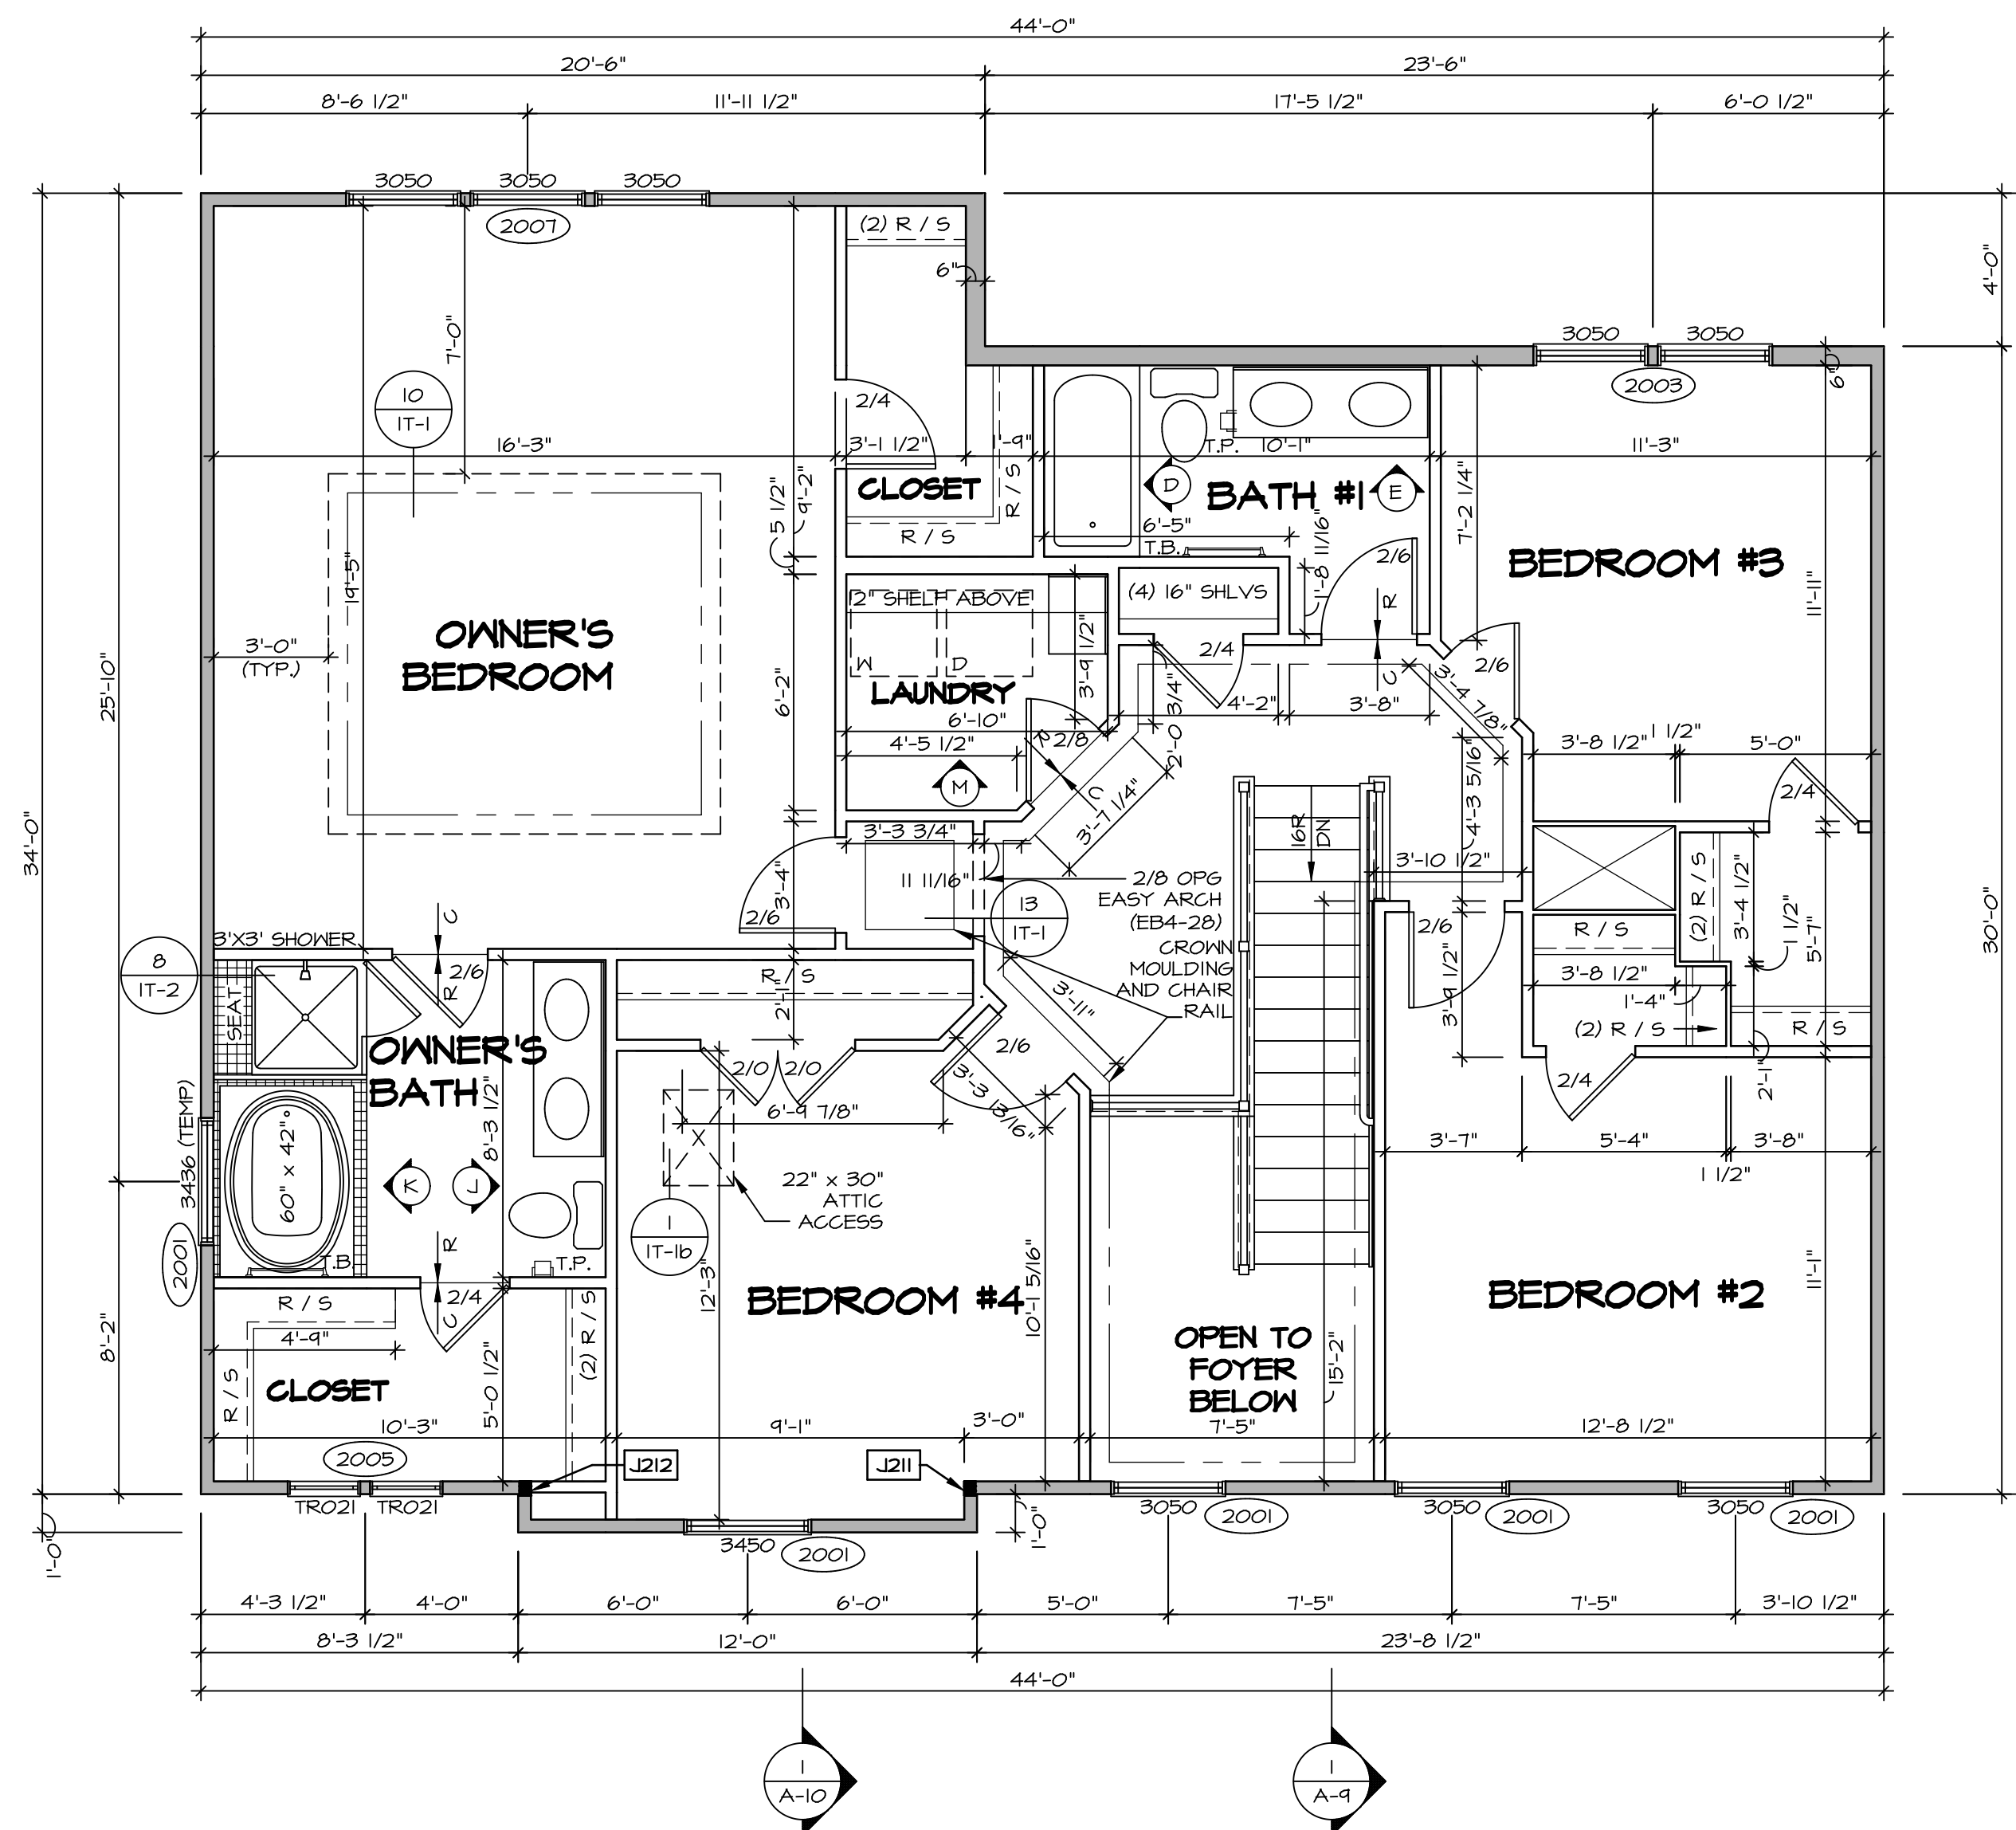 44'-0"
20'-6"
23'-6"
8'-6 1/2"
11'-11 1/2"
17'-5 1/2"
6'-0 1/2"
3050
3050
3050
2007
(2) R / S
6"
4'-0"
3050
3050
2003
6"
7'-0"
10
IT-1
2/4
16'-3"
3'-1 1/2"
1'-9"
T.P.
10'-1"
11'-3"
CLOSET
R / S
R / S
5 1/2"
9'-2"
D
BATH #1
E
6'-5"
T.B.
1'-8 11/16"
2/6
7'-2 1/4"
BEDROOM #3
11'-11"
19'-5"
OWNER'S
BEDROOM
3'-0"
(TYP.)
25'-10"
34'-0"
30'-0"
2" SHELF ABOVE
W
D
LAUNDRY
3'-9 1/2"
6'-2"
6'-10"
4'-5 1/2"
M
(4) 16" SHLVS
2/4
R
C
2/6
3'-4 7/8"
4'-2"
3'-8"
2'-0 3/4"
R
2/8
C
3'-7 1/4"
4'-3 5/16"
3'-8 1/2"
1 1/2"
5'-0"
2/4
16R
DN
3'-3 3/4"
3'-4"
11 11/16"
2/6
3'-10 1/2"
2/8 OPG
EASY ARCH
(EB4-28)
CROWN
MOULDING
AND CHAIR
RAIL
13
IT-1
2/6
R / S
(2) R / S
3'-4 1/2"
1 1/2"
5'-7"
3'-8 1/2"
1'-4"
(2) R / S
R / S
3'-9 1/2"
2'-1"
2/4
3'X3' SHOWER
8
IT-2
SEAT
C
R
2/6
OWNER'S
BATH
8'-3 1/2"
R / S
2'-1"
2/0
2/0
6'-9 7/8"
2/6
3'-11"
3'-3 13/16"
3436 (TEMP)
2001
60" x 42"
K
L
T.B.
T.P.
22" x 30"
ATTIC
ACCESS
1
IT-1b
12'-3"
BEDROOM #4
10'-1 5/16"
3'-7"
5'-4"
3'-8"
1 1/2"
BEDROOM #2
11'-1"
OPEN TO
FOYER
BELOW
15'-2"
7'-5"
12'-8 1/2"
8'-2"
R
C
2/4
R / S
4'-9"
R / S
CLOSET
10'-3"
5'-0 1/2"
(2) R / S
9'-1"
3'-0"
2005
TR021
TR021
J212
J211
3450
2001
1'-0"
1'-0"
3050
2001
3050
2001
3050
2001
4'-3 1/2"
4'-0"
6'-0"
6'-0"
5'-0"
7'-5"
7'-5"
3'-10 1/2"
8'-3 1/2"
12'-0"
23'-8 1/2"
44'-0"
1
A-10
1
A-9